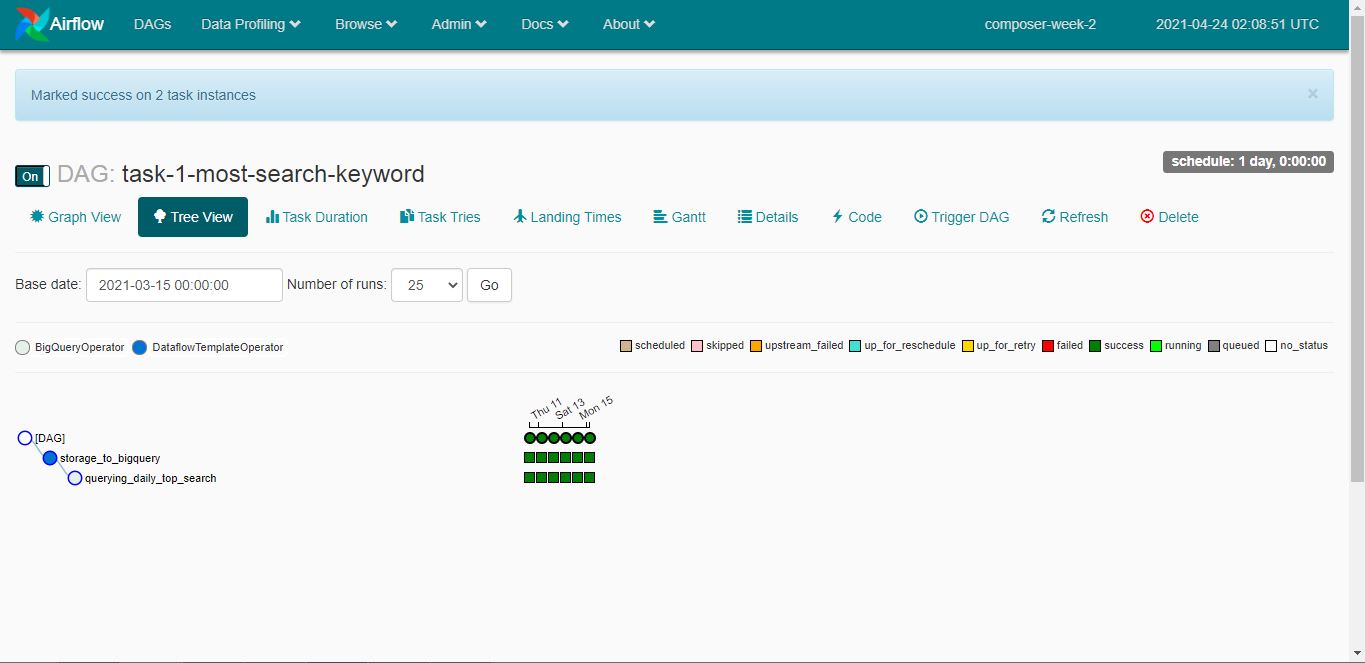 Airflow DAGs Data Profiling Browse Admin Docs About composer-week-2 2021-04-24 02:08:51 UTC
Marked success on 2 task instances ×
schedule: 1 day, 0:00:00
On DAG: task-1-most-search-keyword
Graph View Tree View Task Duration Task Tries Landing Times Gantt Details Code Trigger DAG Refresh Delete
Base date: 2021-03-15 00:00:00 Number of runs: 25 Go
BigQueryOperator DataflowTemplateOperator scheduled skipped upstream_failed up_for_reschedule up_for_retry failed success running queued no_status
Thu 11 Sat 13 Mon 15
[DAG]
storage_to_bigquery
querying_daily_top_search